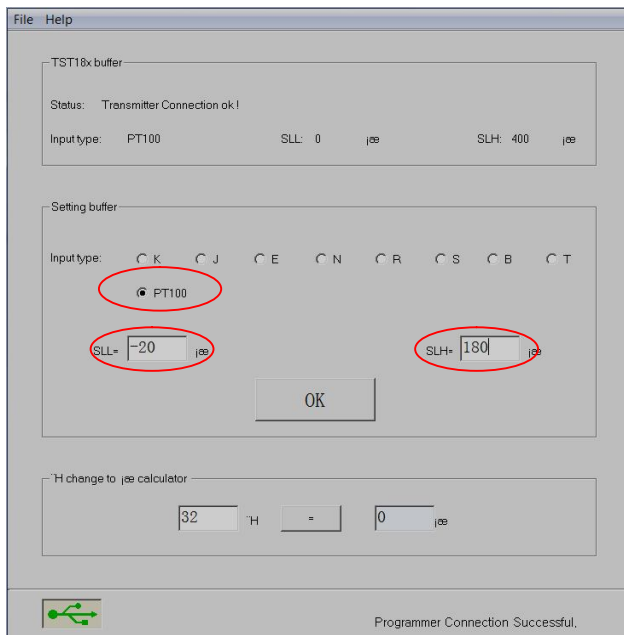 File Help
TST18x buffer
Status: Transmitter Connection ok !
Input type: PT100 SLL: 0 ¡æ SLH: 400 ¡æ
Setting buffer
Input type: K J E N R S B T
PT100
SLL= -20 ¡æ SLH= 180 ¡æ
OK
¨H change to ¡æ calculator
32 ¨H = 0 ¡æ
Programmer Connection Successful,